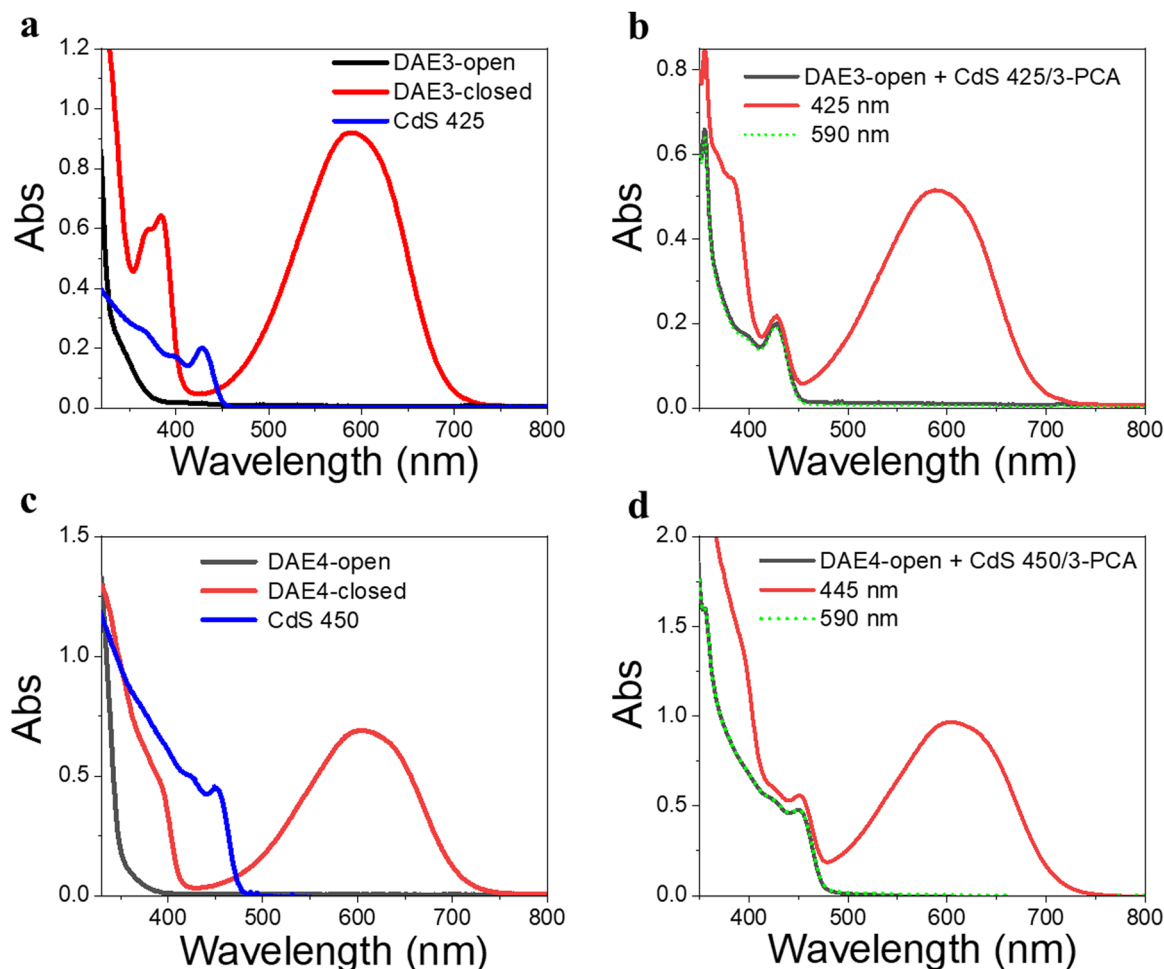 a
1.2
1.0
0.8
0.6
0.4
0.2
0.0
Abs
DAE3-open
DAE3-closed
CdS 425
400 500 600 700 800
Wavelength (nm)
b
0.8
0.6
0.4
0.2
0.0
Abs
DAE3-open + CdS 425/3-PCA
425 nm
590 nm
400 500 600 700 800
Wavelength (nm)
c
1.5
1.0
0.5
0.0
Abs
DAE4-open
DAE4-closed
CdS 450
400 500 600 700 800
Wavelength (nm)
d
2.0
1.5
1.0
0.5
0.0
Abs
DAE4-open + CdS 450/3-PCA
445 nm
590 nm
400 500 600 700 800
Wavelength (nm)